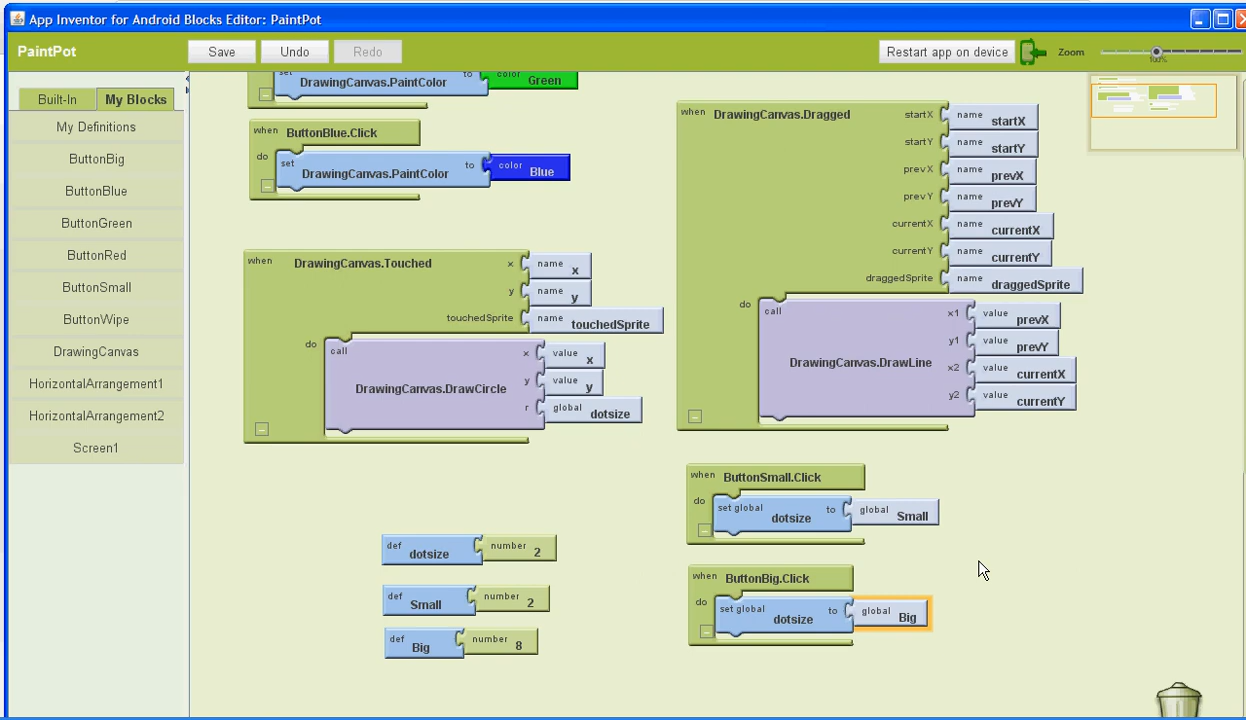 App Inventor for Android Blocks Editor: PaintPot
PaintPot
Save
Undo
Redo
Restart app on device
Zoom
100%
Built-In
My Blocks
My Definitions
ButtonBig
ButtonBlue
ButtonGreen
ButtonRed
ButtonSmall
ButtonWipe
DrawingCanvas
HorizontalArrangement1
HorizontalArrangement2
Screen1
set DrawingCanvas.PaintColor to color Green
when ButtonBlue.Click
do set DrawingCanvas.PaintColor to color Blue
when DrawingCanvas.Touched x name x
y name y
touchedSprite name touchedSprite
do call DrawingCanvas.DrawCircle x value x
y value y
r global dotsize
def dotsize number 2
def Small number 2
def Big number 8
when DrawingCanvas.Dragged startX name startX
startY name startY
prevX name prevX
prevY name prevY
currentX name currentX
currentY name currentY
draggedSprite name draggedSprite
do call DrawingCanvas.DrawLine x1 value prevX
y1 value prevY
x2 value currentX
y2 value currentY
when ButtonSmall.Click
do set global dotsize to global Small
when ButtonBig.Click
do set global dotsize to global Big